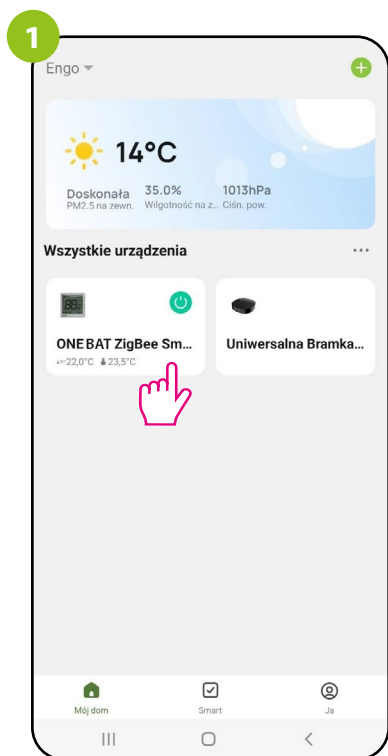 1
Engo
14°C
Doskonała 35.0% 1013hPa
PM2.5 na zewn. Wilgotność na z... Ciśn. pow.
Wszystkie urządzenia
ONE BAT ZigBee Sm... Uniwersalna Bramka...
22,0°C 23,5°C
Mój dom Smart Ja